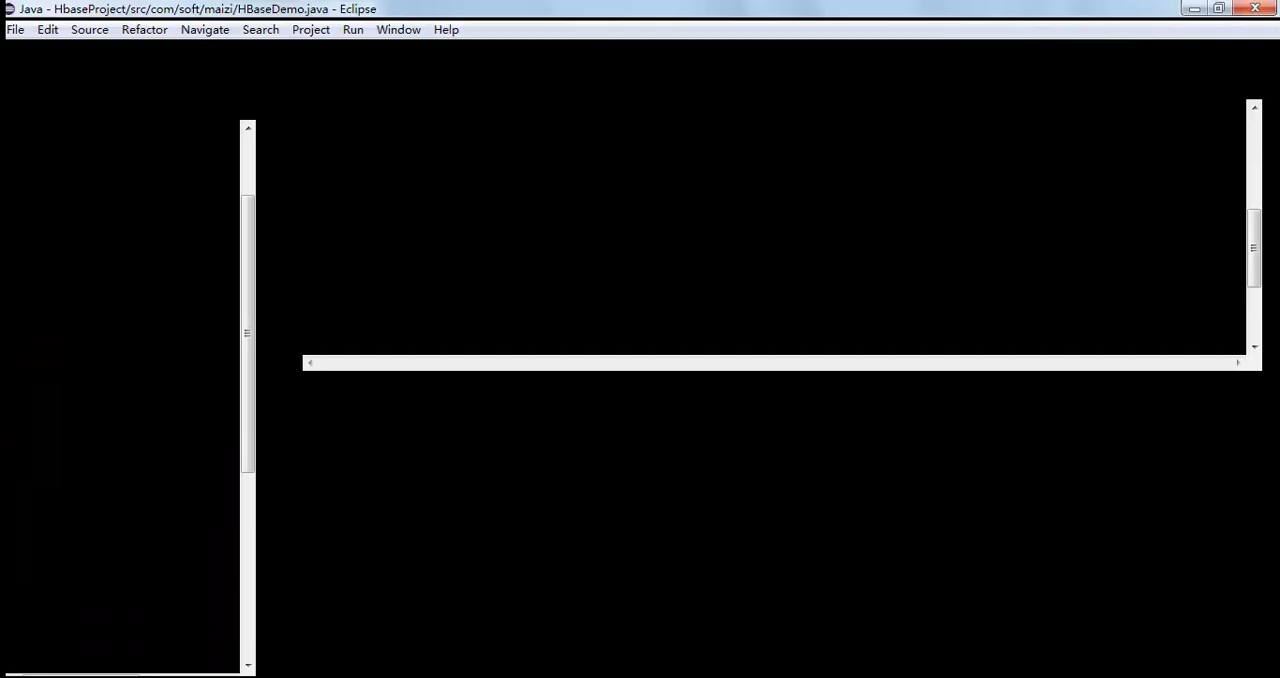 Java - HbaseProject/src/com/soft/maizi/HBaseDemo.java - Eclipse
File Edit Source Refactor Navigate Search Project Run Window Help